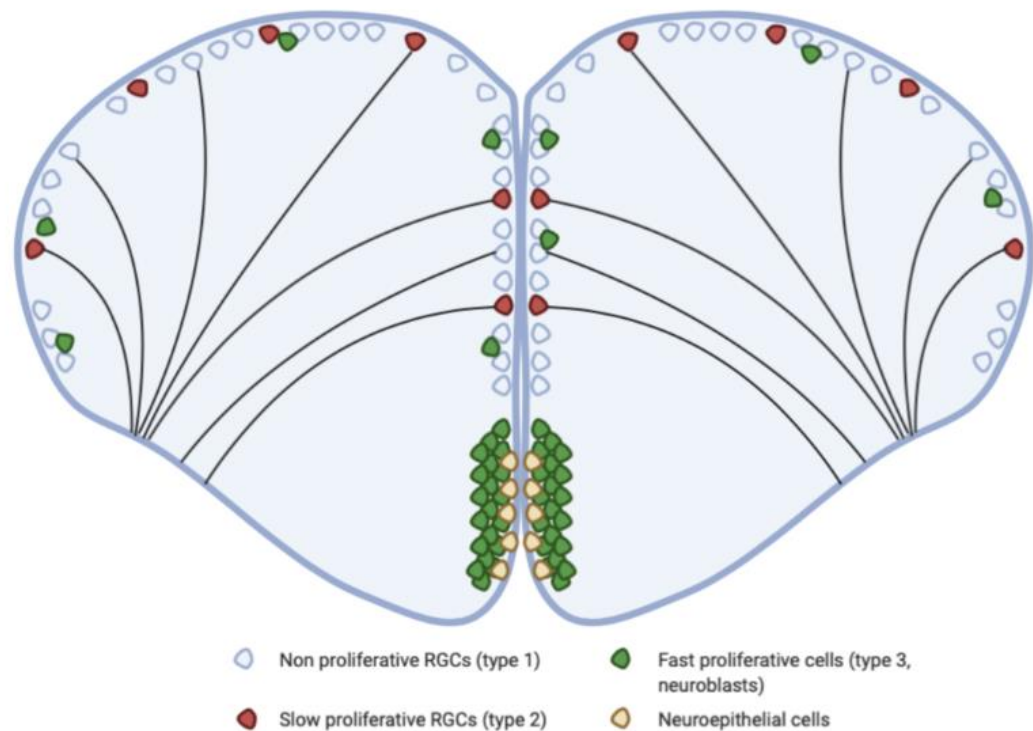 Non proliferative RGCs (type 1)
Fast proliferative cells (type 3,
neuroblasts)
Slow proliferative RGCs (type 2)
Neuroepithelial cells